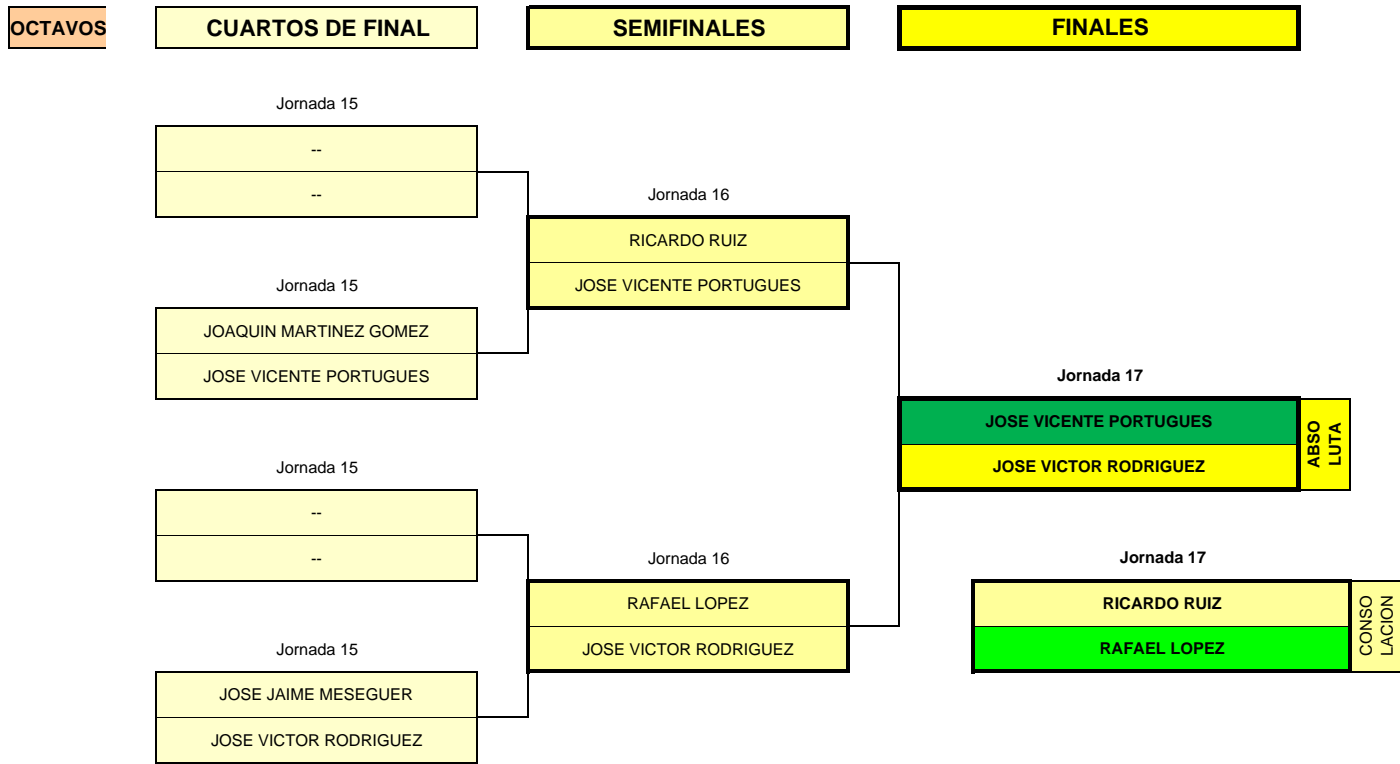 OCTAVOS
CUARTOS DE FINAL
SEMIFINALES
FINALES
Jornada 15
--
--
Jornada 16
RICARDO RUIZ
JOSE VICENTE PORTUGUES
Jornada 15
JOAQUIN MARTINEZ GOMEZ
JOSE VICENTE PORTUGUES
Jornada 17
JOSE VICENTE PORTUGUES
JOSE VICTOR RODRIGUEZ
ABSO
LUTA
Jornada 15
--
--
Jornada 16
RAFAEL LOPEZ
JOSE VICTOR RODRIGUEZ
Jornada 17
RICARDO RUIZ
RAFAEL LOPEZ
CONSO
LACION
Jornada 15
JOSE JAIME MESEGUER
JOSE VICTOR RODRIGUEZ